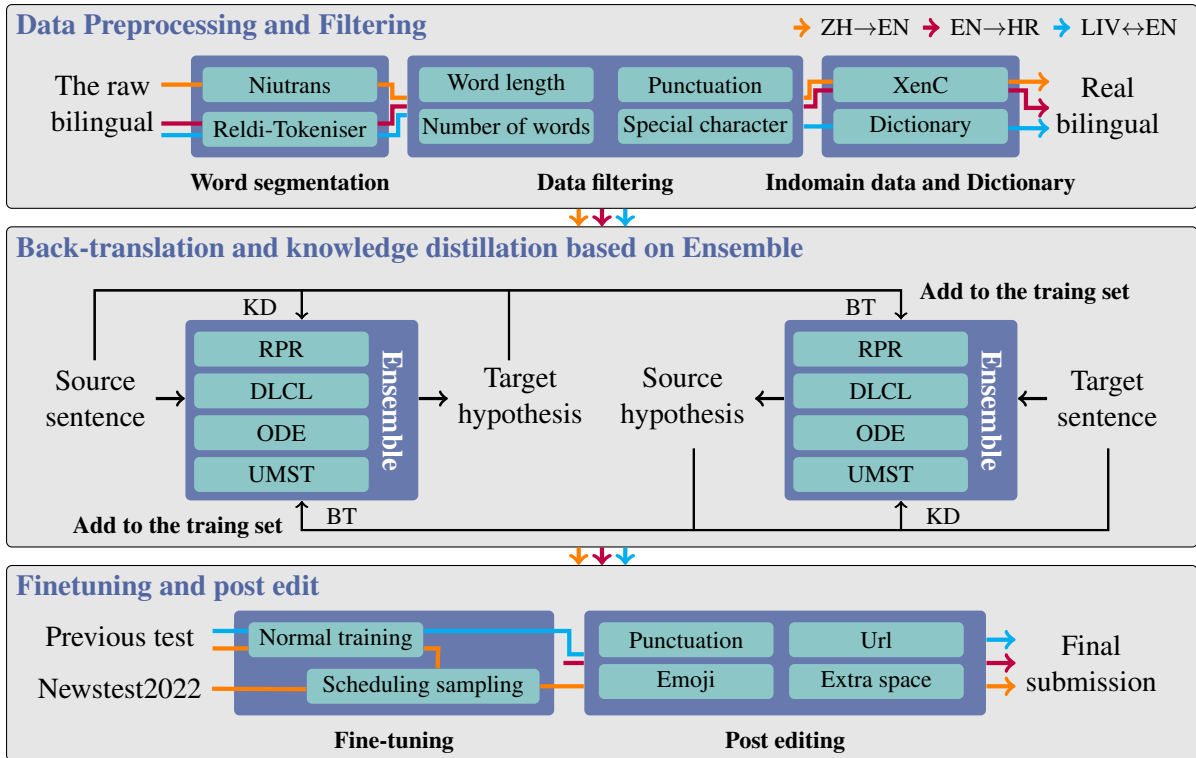 Data Preprocessing and Filtering
ZH→EN
EN→HR
LIV↔EN
The raw
bilingual
Niutrans
Reldi-Tokeniser
Word segmentation
Word length
Punctuation
Number of words
Special character
Data filtering
XenC
Dictionary
Indomain data and Dictionary
Real
bilingual
Back-translation and knowledge distillation based on Ensemble
Add to the traing set
KD
BT
Source
sentence
RPR
DLCL
ODE
UMST
Ensemble
Target
hypothesis
Source
hypothesis
RPR
DLCL
ODE
UMST
Ensemble
Target
sentence
Add to the traing set
BT
KD
Finetuning and post edit
Previous test
Newstest2022
Normal training
Scheduling sampling
Fine-tuning
Punctuation
Url
Emoji
Extra space
Post editing
Final
submission